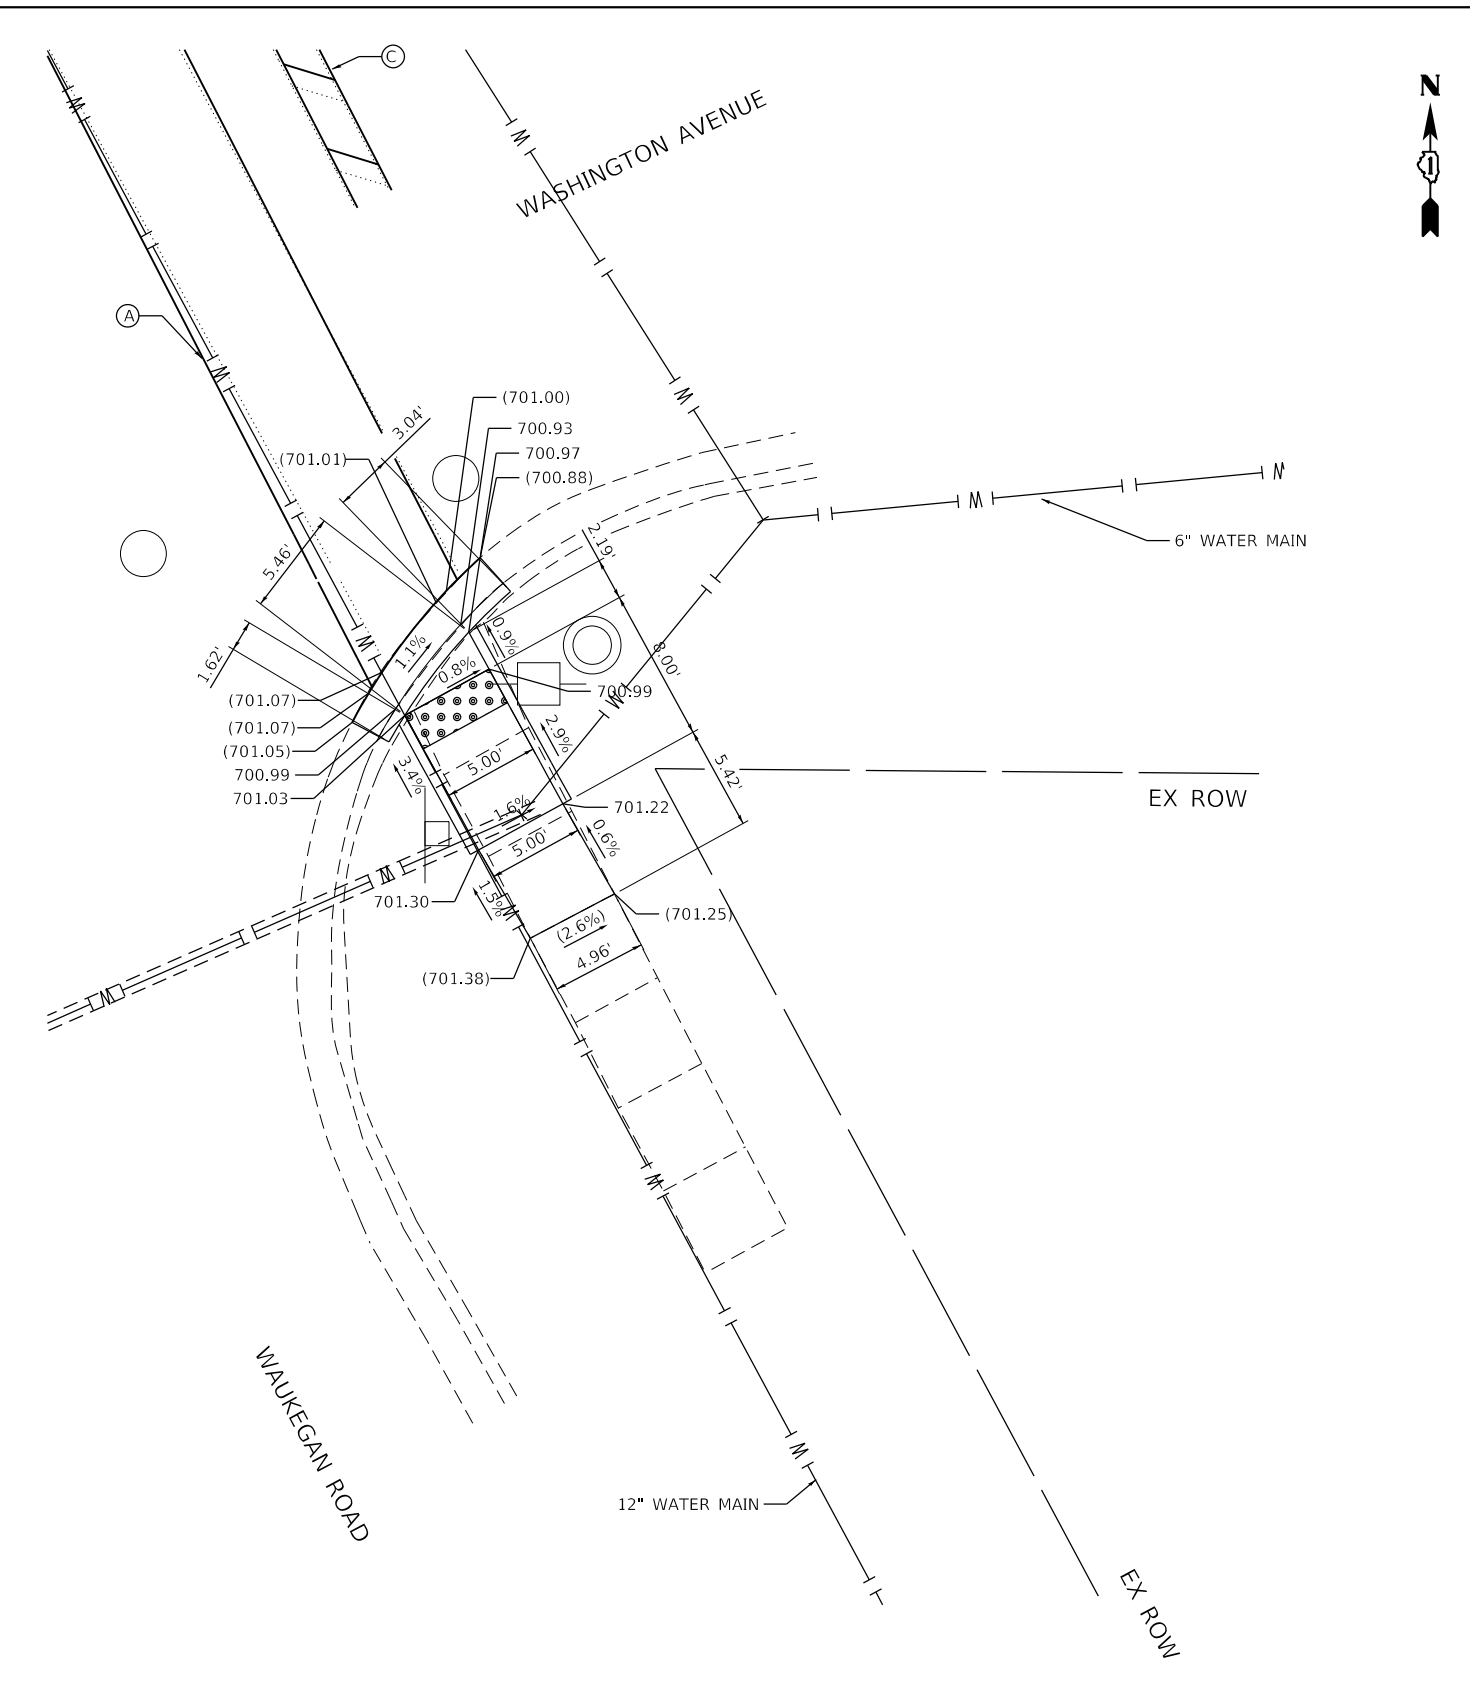 C
N
1
WASHINGTON AVENUE
A
(701.00)
3.04'
700.93
700.97
(701.01)
(700.88)
5.46'
2.19'
6" WATER MAIN
1.62'
1.1%
0.9%
0.8%
8.00'
700.99
(701.07)
(701.07)
(701.05)
700.99
701.03
2.9%
3.4%
5.00'
5.42'
EX ROW
1.6%
701.22
0.6%
5.00'
701.30
1.5%
(701.25)
(2.6%)
4.96'
(701.38)
W
W
W
W
W
W
W
W
W
W
W
W
W
W
WAUKEGAN ROAD
12" WATER MAIN
EX ROW